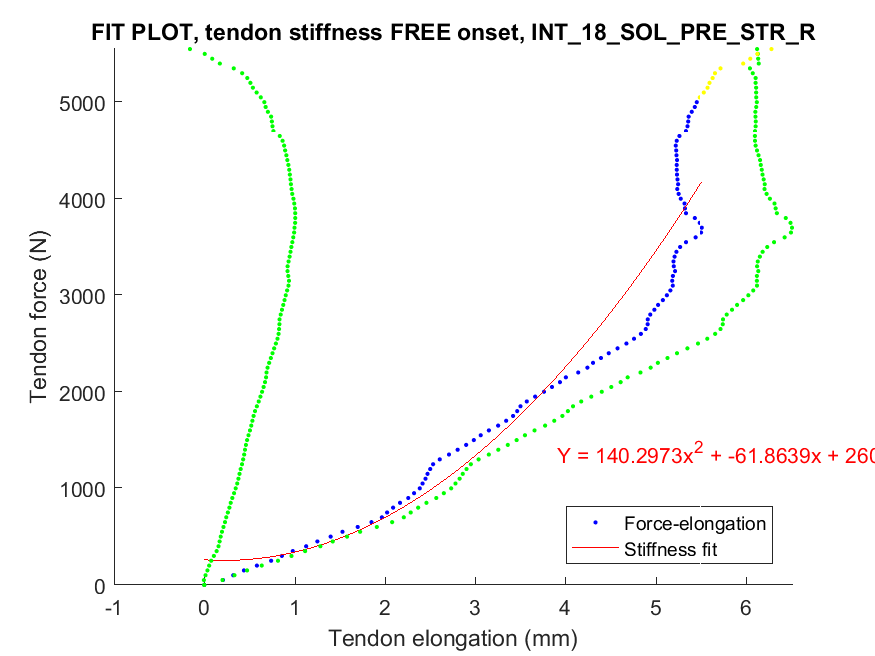 FIT PLOT, tendon stiffness FREE onset, INT_18_SOL_PRE_STR_R
5000
4000
3000
2000
1000
0
Tendon force (N)
Y = 140.2973x² + -61.8639x + 260
Force-elongation
Stiffness fit
-1 0 1 2 3 4 5 6
Tendon elongation (mm)